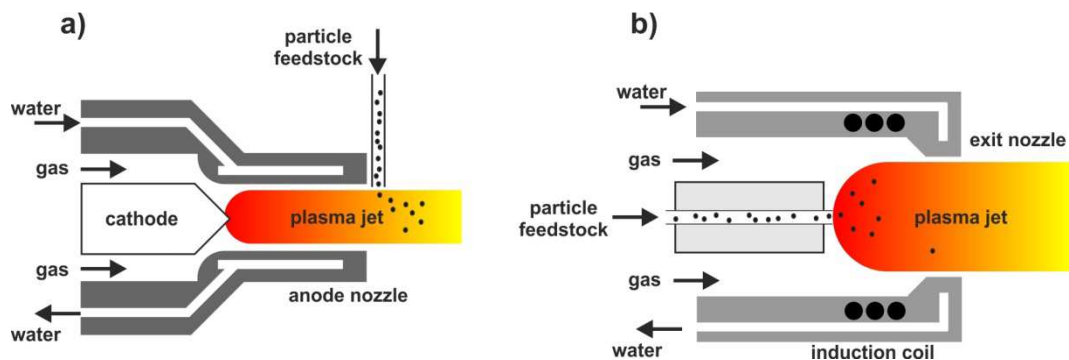 a)
particle
feedstock
water
gas
cathode
plasma jet
gas
anode nozzle
water
b)
water
exit nozzle
gas
particle
feedstock
plasma jet
gas
water
induction coil